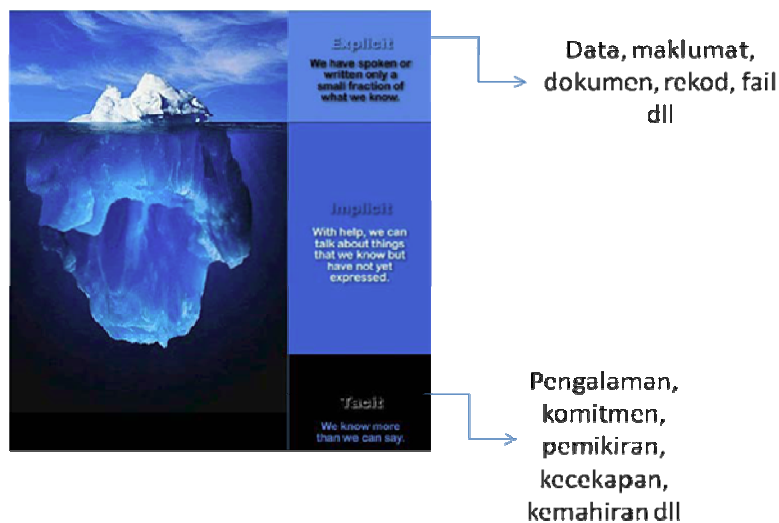 Explicit
We have spoken or
written only a
small fraction of
what we know.
Data, maklumat,
dokumen, rekod, fail
dll
Implicit
With help, we can
talk about things
that we know but
have not yet
expressed.
Tacit
We know more
than we can say.
Pengalaman,
komitmen,
pemikiran,
kecekapan,
kemahiran dll